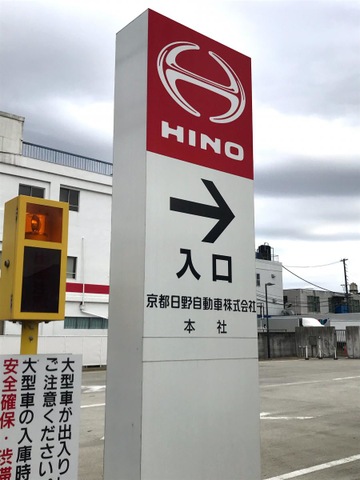 HINO
入口
京都日野自動車株式会社
本社
大型車が出入り
ご注意ください
大型車の入庫時
安全確保・渋滞